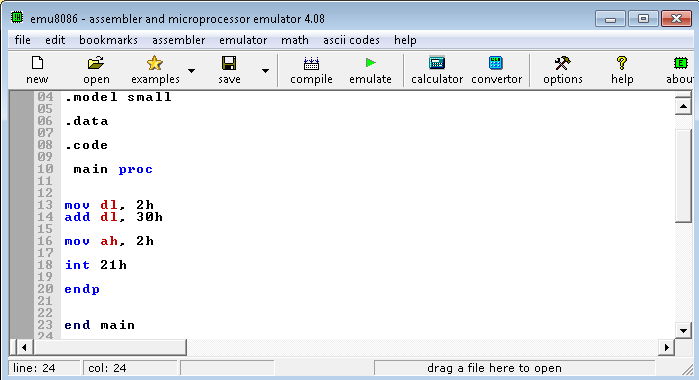 emu8086 - assembler and microprocessor emulator 4.08
file edit bookmarks assembler emulator math ascii codes help
new open examples save compile emulate calculator convertor options help abou
04 .model small
05
06 .data
07
08 .code
09
10 main proc
11
12
13 mov dl, 2h
14 add dl, 30h
15
16 mov ah, 2h
17
18 int 21h
19
20 endp
21
22
23 end main
24
line: 24 col: 24 drag a file here to open